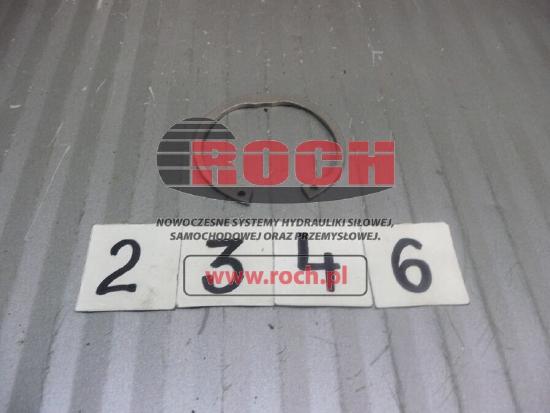 ROCH
NOWOCZESNE SYSTEMY HYDRAULIKI SIŁOWEJ,
SAMOCHODOWEJ ORAZ PRZEMYSŁOWEJ.
2 3 4 6
www.roch.pl